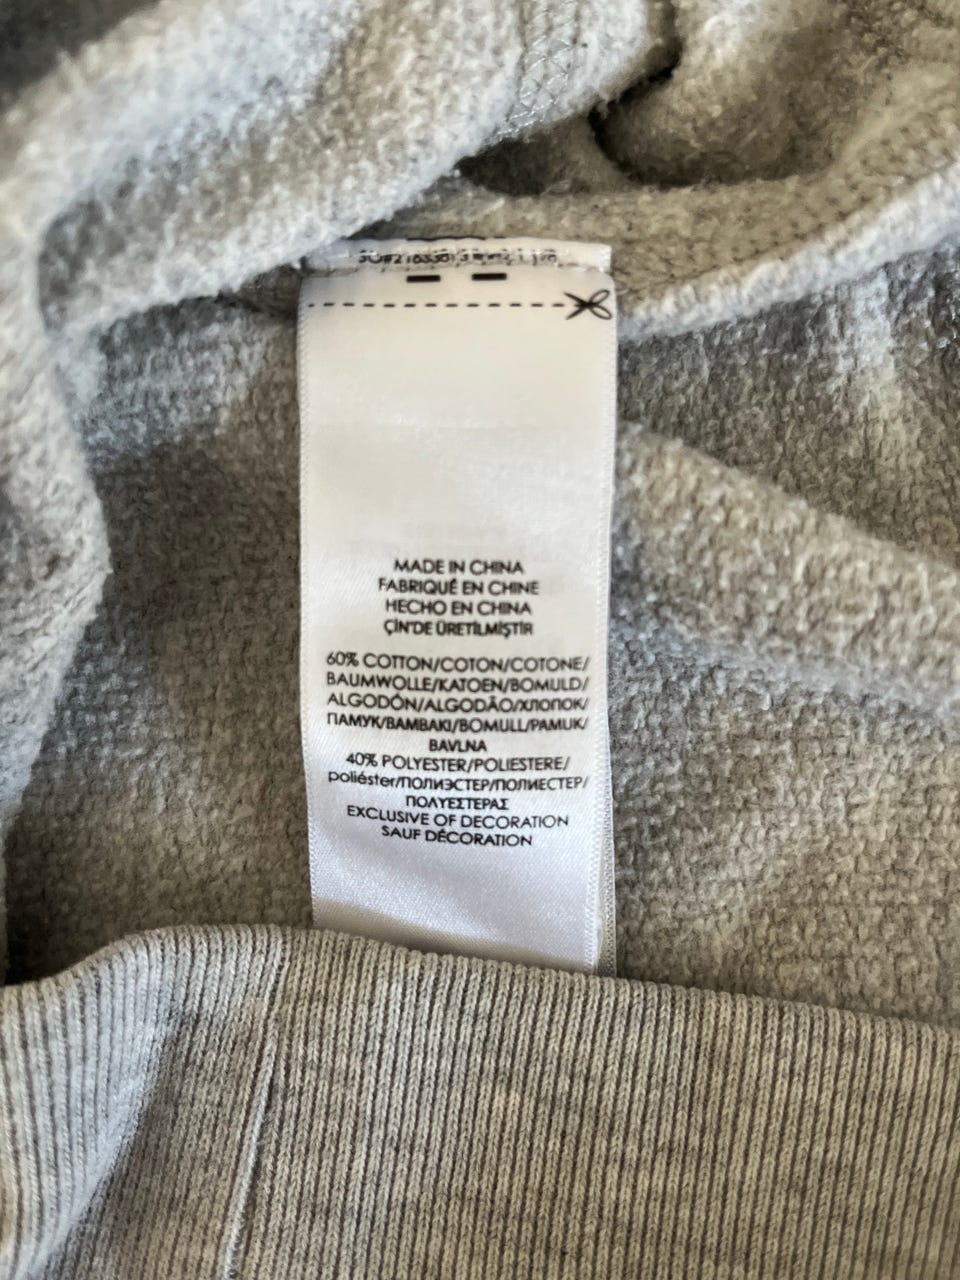 MADE IN CHINA
FABRIQUÉ EN CHINE
HECHO EN CHINA
ÇİN'DE ÜRETİLMİŞTİR
60% COTTON/COTON/COTONE/
BAUMWOLLE/KATOEN/BOMULD/
ALGODÓN/ALGODÃO/ХЛОПОК/
ПАМУК/ΒΑΜΒΑΚΙ/BOMULL/PAMUK/
BAVLNA
40% POLYESTER/POLIESTERE/
poliéster/ПОЛИЭСТЕР/ПОЛИЕСТЕР/
ΠΟΛΥΕΣΤΕΡΑΣ
EXCLUSIVE OF DECORATION
SAUF DÉCORATION